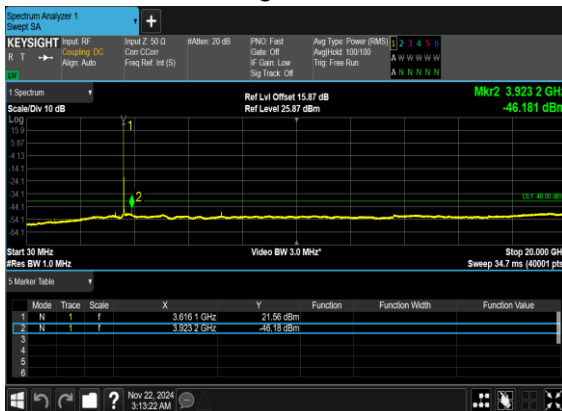 Spectrum Analyzer 1
Swept SA
KEYSIGHT Input: RF Input Z: 50 Ω #Atten: 20 dB PNO: Fast Avg Type: Power (RMS) 1 2 3 4 5 6
R T Coupling: DC Corr CCorr Gate: Off Avg|Hold: 100/100 A W W W W W
Align: Auto Freq Ref: Int (S) IF Gain: Low Trig: Free Run
LXI Sig Track: Off A N N N N N
1 Spectrum Ref Lvl Offset 15.87 dB Mkr2 3.923 2 GHz
Scale/Div 10 dB Ref Level 25.87 dBm -46.181 dBm
Log
15.9
5.87
-4.13
-14.1
-24.1
-34.1
-44.1
-54.1
-64.1
1
2
DL1 -40.00 dBm
Start 30 MHz Video BW 3.0 MHz* Stop 20.000 GHz
#Res BW 1.0 MHz Sweep 34.7 ms (40001 pts)
5 Marker Table
Mode Trace Scale X Y Function Function Width Function Value
1 N 1 f 3.616 1 GHz 21.56 dBm
2 N 1 f 3.923 2 GHz -46.18 dBm
3
4
5
6
? Nov 22, 2024
3:13:22 AM